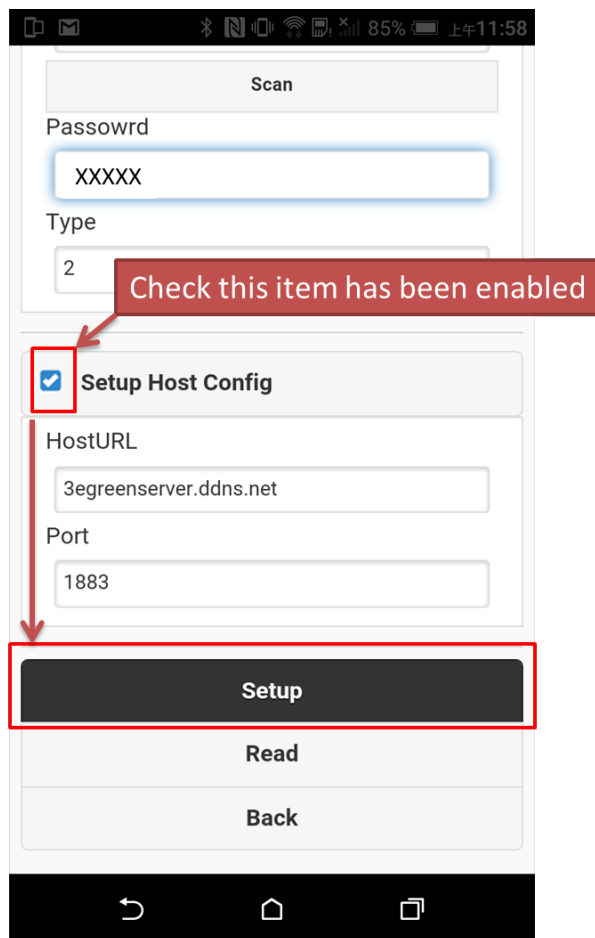 85% 上午11:58
Scan
Passowrd
XXXXX
Type
2
Check this item has been enabled
Setup Host Config
HostURL
3egreenserver.ddns.net
Port
1883
Setup
Read
Back